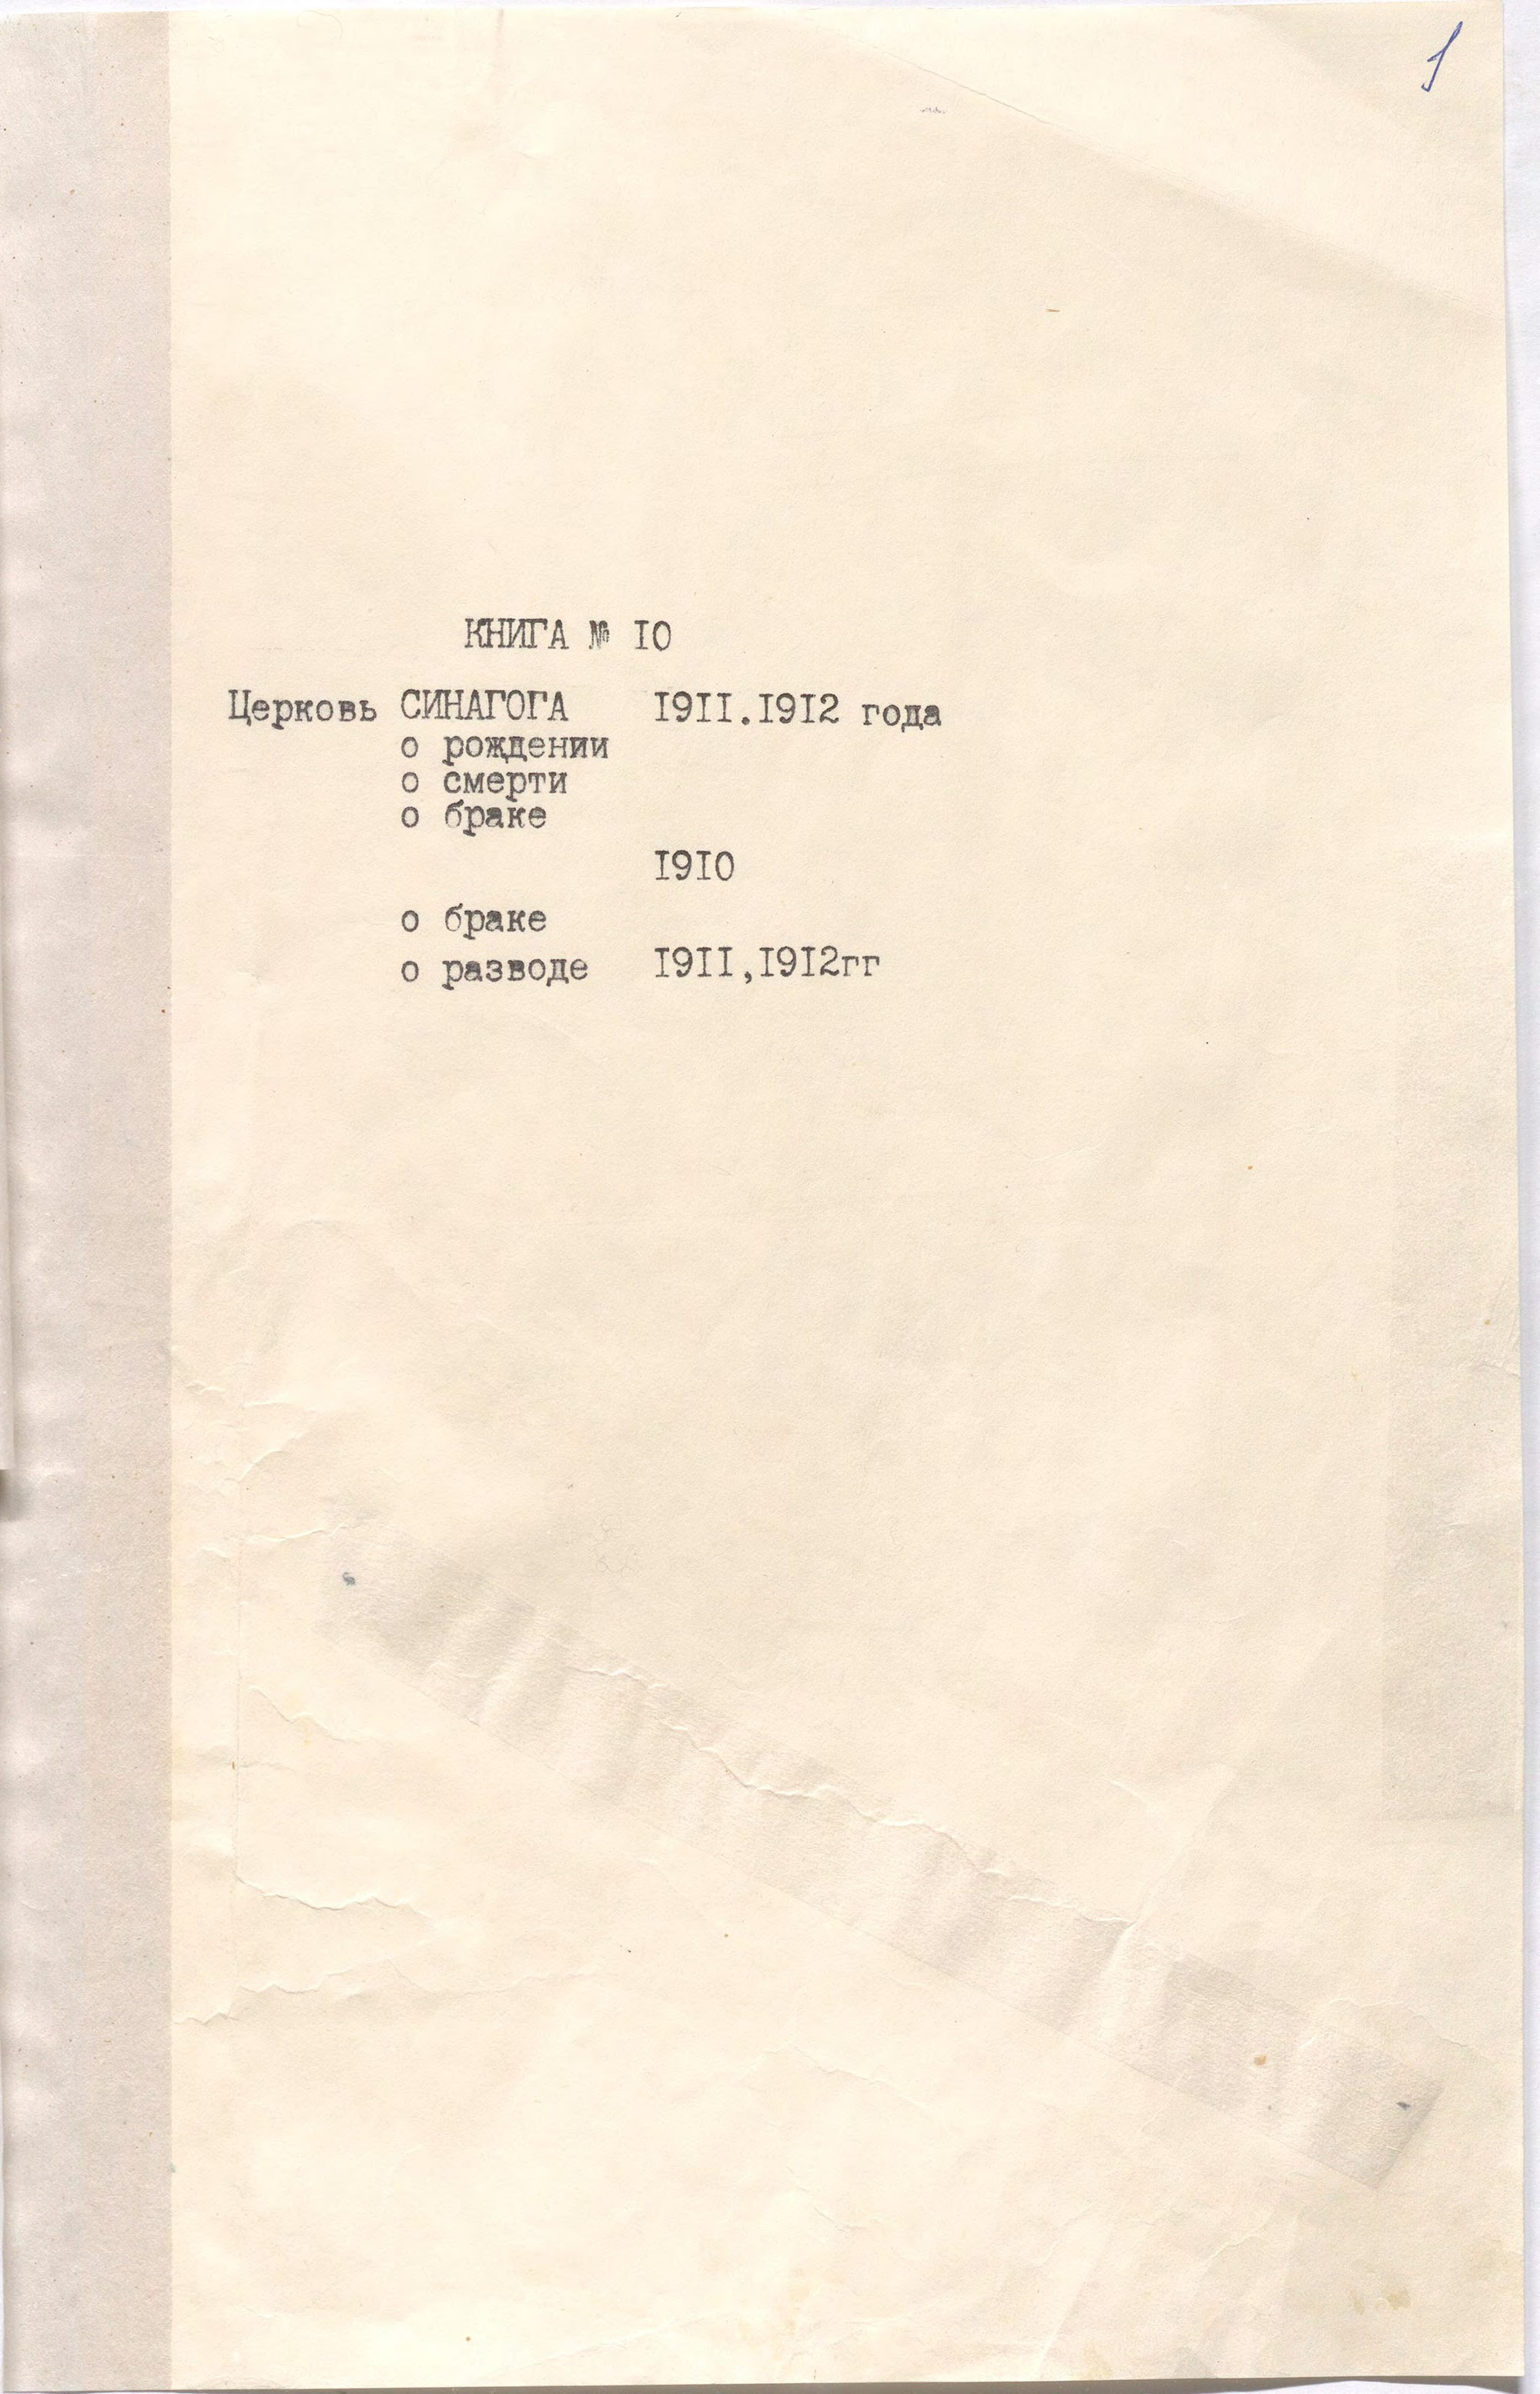 1
КНИГА № IO
Церковь СИНАГОГА I9II.I9I2 года
о рождении
о смерти
о браке
I9IO
о браке
о разводе I9II,I9I2гг